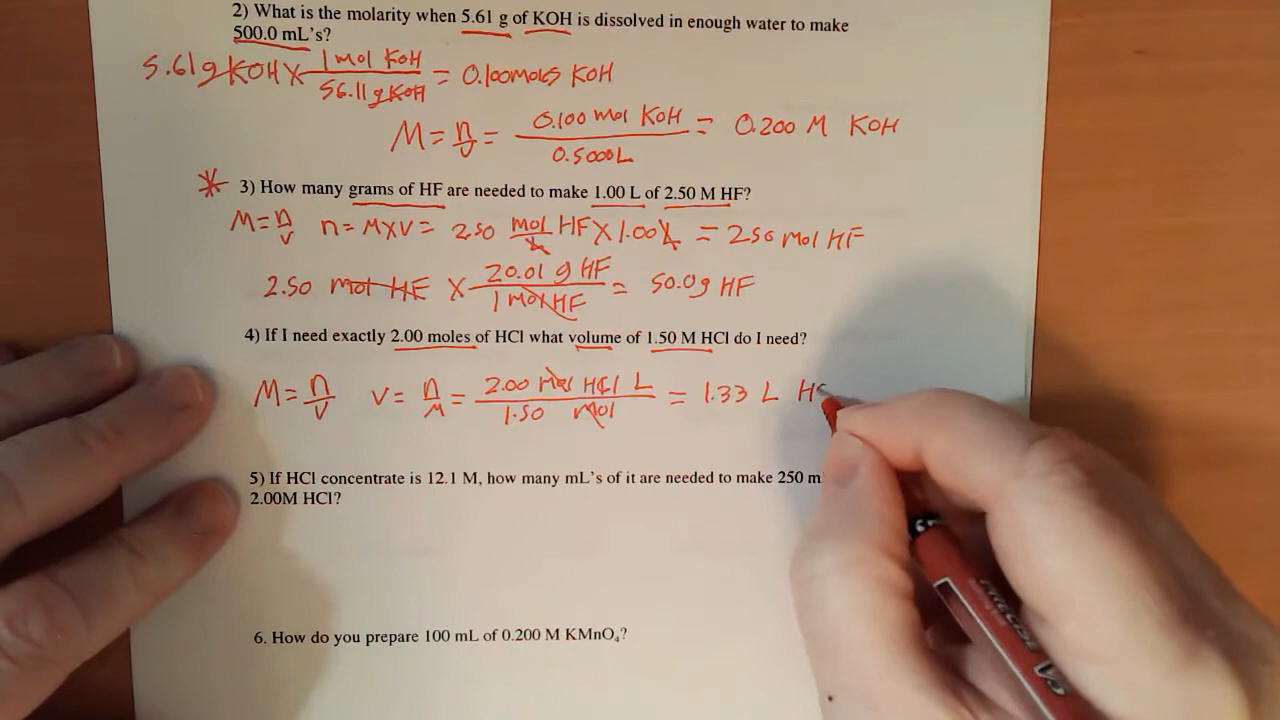 2) What is the molarity when 5.61 g of KOH is dissolved in enough water to make
500.0 mL's?
5.61g KOH x 1 mol KOH / 56.11 g KOH = 0.100 moles KOH
M = n/v = 0.100 mol KOH / 0.5000L = 0.200 M KOH
* 3) How many grams of HF are needed to make 1.00 L of 2.50 M HF?
M = n/v n = M x V = 2.50 mol/L HF x 1.00 L = 2.50 mol HF
2.50 mol HF x 20.01 g HF / 1 mol HF = 50.0g HF
4) If I need exactly 2.00 moles of HCl what volume of 1.50 M HCl do I need?
M = n/v v = n/M = 2.00 mol HCl L / 1.50 mol = 1.33 L H
5) If HCl concentrate is 12.1 M, how many mL's of it are needed to make 250 m
2.00M HCl?
6. How do you prepare 100 mL of 0.200 M KMnO₄?
PRECISE V5